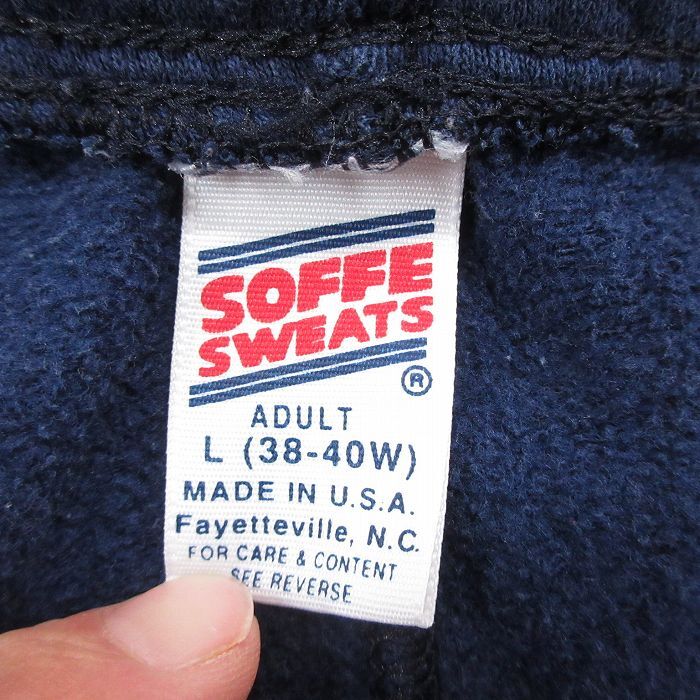 SOFFE
SWEATS
®
ADULT
L (38-40W)
MADE IN U.S.A.
Fayetteville, N.C.
FOR CARE & CONTENT
SEE REVERSE